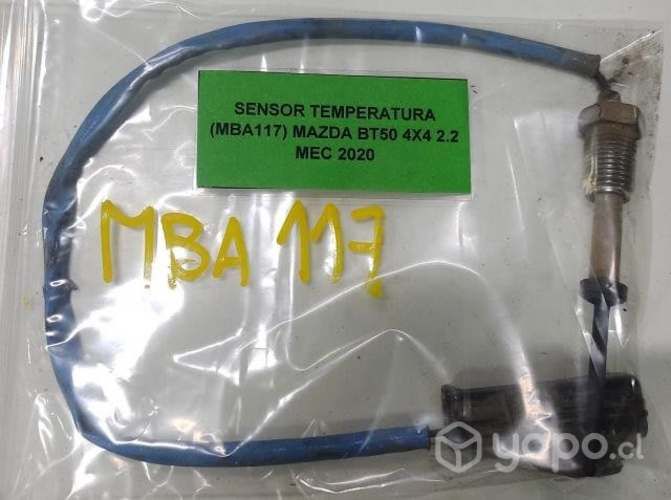 SENSOR TEMPERATURA
(MBA117) MAZDA BT50 4X4 2.2
MEC 2020
MBA 117
yapo.cl